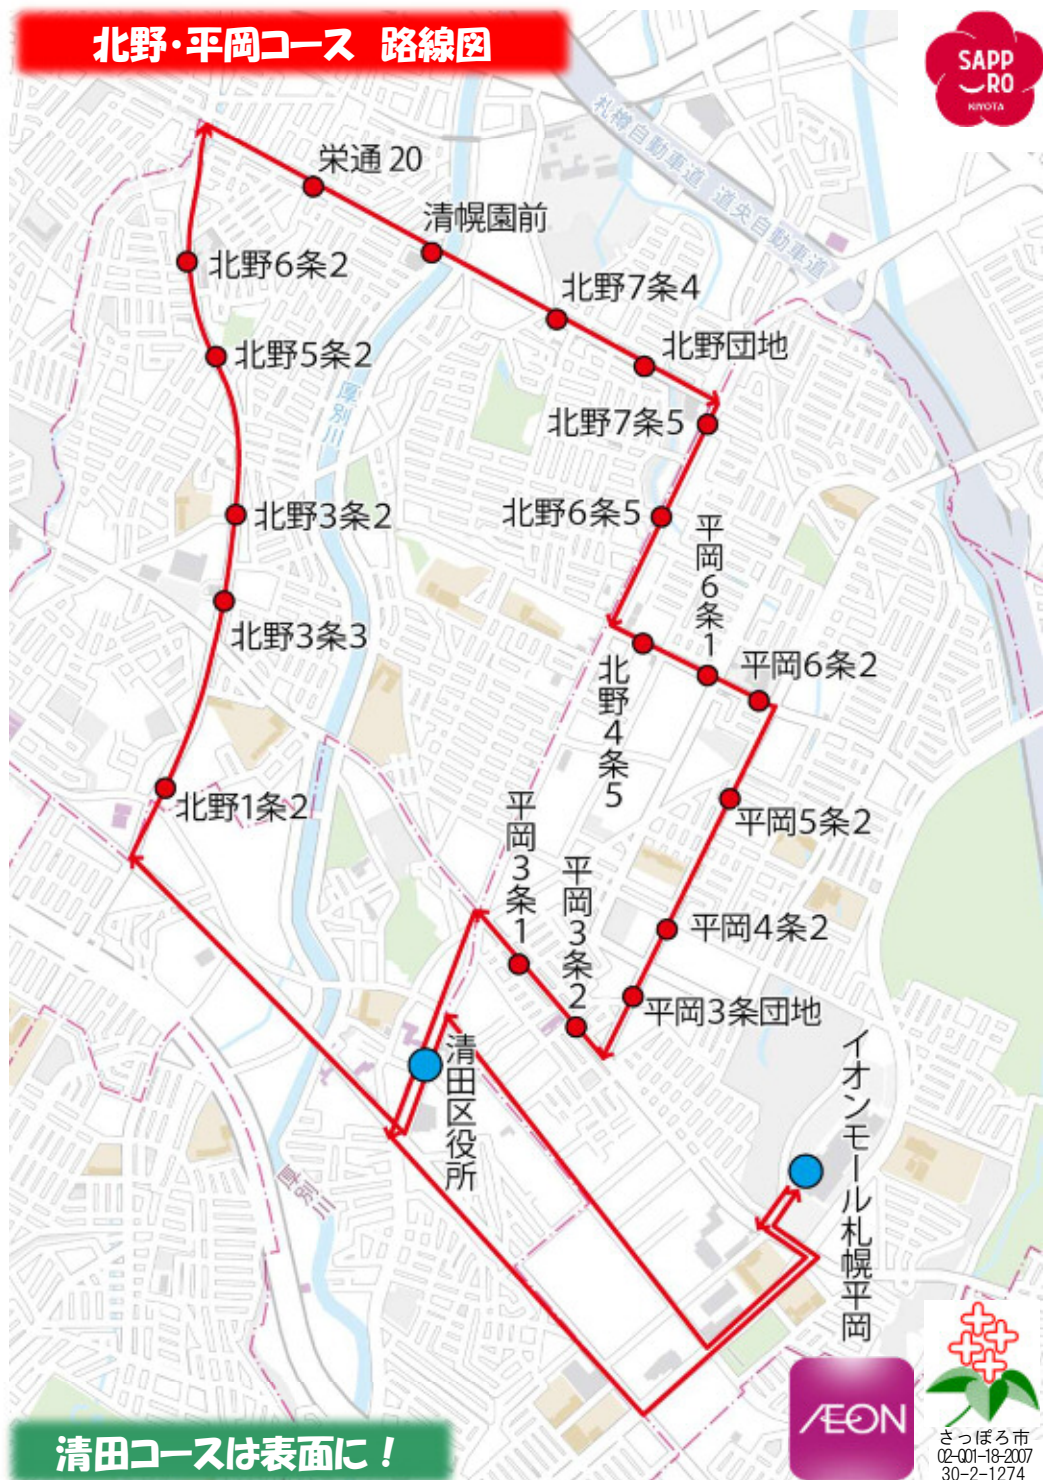 北野・平岡コース 路線図
SAPP
RO
KIYOTA
札樽自動車道 道央自動車道
栄通20
清幌園前
北野6条2
北野7条4
北野団地
北野5条2
厚別川
北野7条5
北野3条2
北野6条5
平岡6条1
北野3条3
平岡6条2
北野4条5
北野1条2
平岡5条2
平岡3条1
平岡3条2
平岡4条2
平岡3条団地
清田区役所
イオンモール札幌平岡
厚別川
ÆON
さっぽろ市
02-Q01-18-2007
30-2-1274
清田コースは表面に！